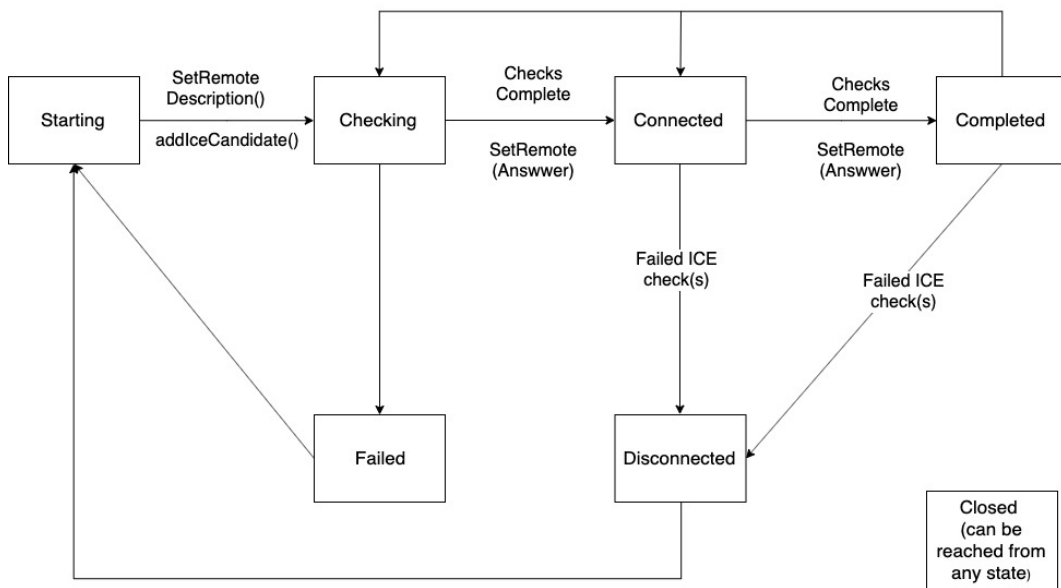 SetRemote
Description()
Checks
Complete
Checks
Complete
Starting
Checking
Connected
Completed
addIceCandidate()
SetRemote
(Answwer)
SetRemote
(Answwer)
Failed ICE
check(s)
Failed ICE
check(s)
Failed
Disconnected
Closed
(can be
reached from
any state)